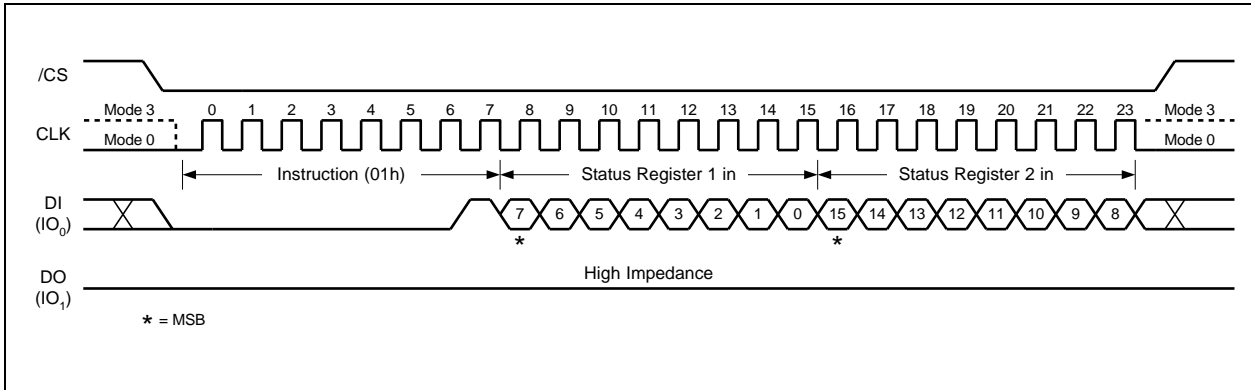 /CS
Mode 3 0 1 2 3 4 5 6 7 8 9 10 11 12 13 14 15 16 17 18 19 20 21 22 23 Mode 3
CLK Mode 0 Mode 0
Instruction (01h) Status Register 1 in Status Register 2 in
DI
(IO0)
7 6 5 4 3 2 1 0 15 14 13 12 11 10 9 8
* *
High Impedance
DO
(IO1)
* = MSB